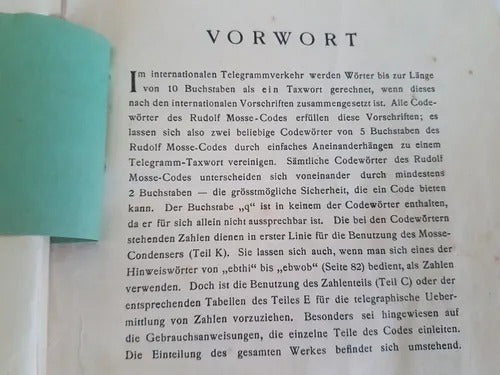 VORWORT
Im internationalen Telegrammverkehr werden Wörter bis zur Länge
von 10 Buchstaben als ein Taxwort gerechnet, wenn dieses
nach den internationalen Vorschriften zusammengesetzt ist. Alle Code-
wörter des Rudolf Mosse-Codes erfüllen diese Vorschriften; es
lassen sich also zwei beliebige Codewörter von 5 Buchstaben des
Rudolf Mosse-Codes durch einfaches Aneinanderhängen zu einem
Telegramm-Taxwort vereinigen. Sämtliche Codewörter des Rudolf
Mosse-Codes unterscheiden sich voneinander durch mindestens
2 Buchstaben — die grösstmögliche Sicherheit, die ein Code bieten
kann. Der Buchstabe „q" ist in keinem der Codewörter enthalten,
da er für sich allein nicht aussprechbar ist. Die bei den Codewörtern
stehenden Zahlen dienen in erster Linie für die Benutzung des Mosse-
Condensers (Teil K). Sie lassen sich auch, wenn man sich eines der
Hinweiswörter von „ebthi" bis „ebwob" (Seite 82) bedient, als Zahlen
verwenden. Doch ist die Benutzung des Zahlenteils (Teil C) oder der
entsprechenden Tabellen des Teiles E für die telegraphische Ueber-
mittlung von Zahlen vorzuziehen. Besonders sei hingewiesen auf
die Gebrauchsanweisungen, die einzelne Teile des Codes einleiten.
Die Einteilung des gesamten Werkes befindet sich umstehend.